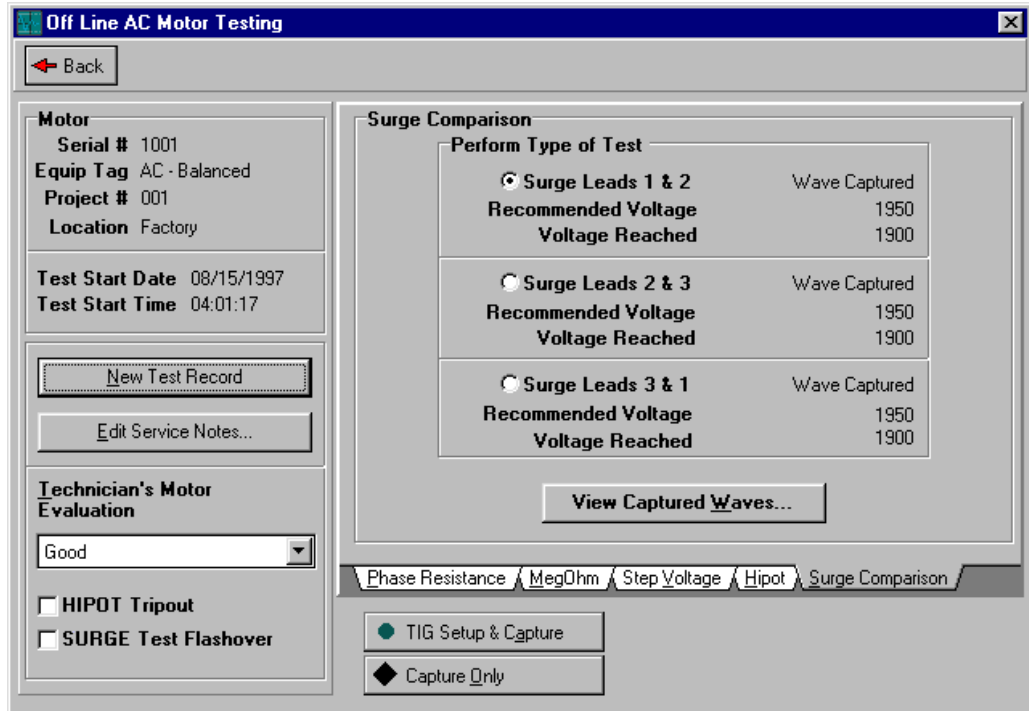 Off Line AC Motor Testing
Back
Motor
Serial # 1001
Equip Tag AC - Balanced
Project # 001
Location Factory
Test Start Date 08/15/1997
Test Start Time 04:01:17
New Test Record
Edit Service Notes...
Technician's Motor
Evaluation
Good
HIPOT Tripout
SURGE Test Flashover
Surge Comparison
Perform Type of Test
Surge Leads 1 & 2 Wave Captured
Recommended Voltage 1950
Voltage Reached 1900
Surge Leads 2 & 3 Wave Captured
Recommended Voltage 1950
Voltage Reached 1900
Surge Leads 3 & 1 Wave Captured
Recommended Voltage 1950
Voltage Reached 1900
View Captured Waves...
Phase Resistance MegOhm Step Voltage Hipot Surge Comparison
TIG Setup & Capture
Capture Only